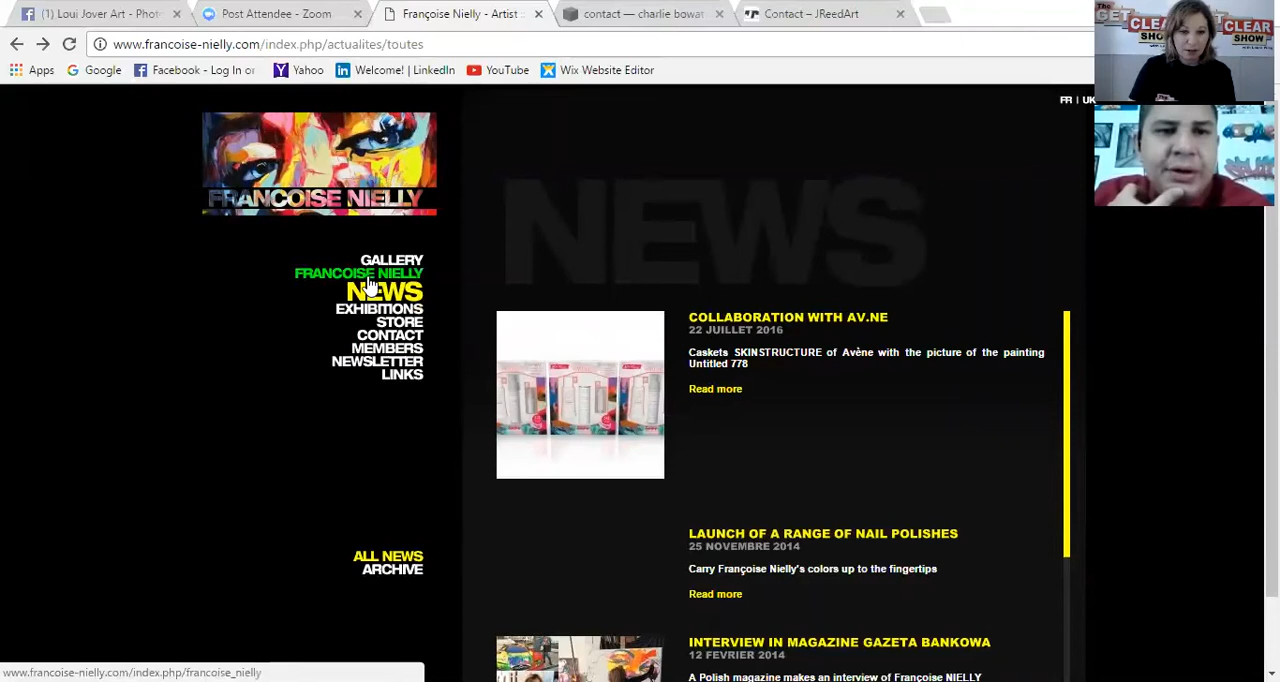 (1) Loui Jover Art - Phot
Post Attendee - Zoom
Françoise Nielly - Artist
contact — charlie bowat
Contact – JReedArt
www.francoise-nielly.com/index.php/actualites/toutes
Apps
Google
Facebook - Log In or
Yahoo
Welcome! | LinkedIn
YouTube
Wix Website Editor
The
GET CLEAR
SHOW
CLEAR
SHOW
FR | UK
FRANCOISE NIELLY
NEWS
GALLERY
FRANCOISE NIELLY
NEWS
EXHIBITIONS
STORE
CONTACT
MEMBERS
NEWSLETTER
LINKS
COLLABORATION WITH AV.NE
22 JUILLET 2016
Caskets SKINSTRUCTURE of Avène with the picture of the painting
Untitled 778
Read more
LAUNCH OF A RANGE OF NAIL POLISHES
25 NOVEMBRE 2014
Carry Françoise Nielly's colors up to the fingertips
Read more
ALL NEWS
ARCHIVE
INTERVIEW IN MAGAZINE GAZETA BANKOWA
12 FEVRIER 2014
A Polish magazine makes an interview of Françoise NIELLY
www.francoise-nielly.com/index.php/francoise_nielly